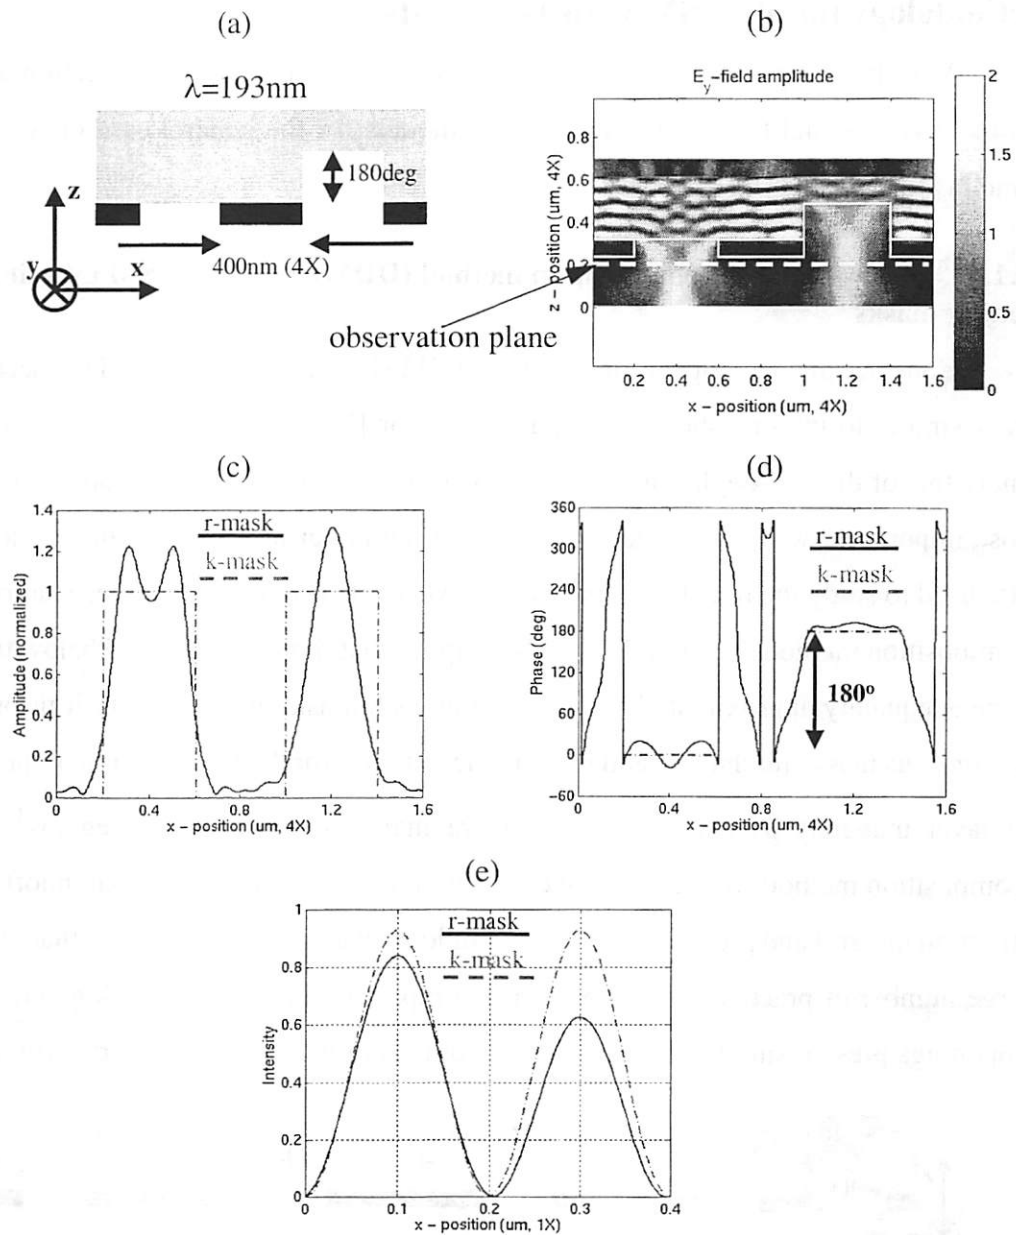 (a)
λ=193nm
180deg
z
y
x
400nm (4X)
observation plane
(b)
E_y-field amplitude
2
1.5
1
0.5
0
0.8
0.6
0.4
0.2
0
z - position (um, 4X)
0.2 0.4 0.6 0.8 1 1.2 1.4 1.6
x - position (um, 4X)
(c)
1.4
1.2
1
0.8
0.6
0.4
0.2
0
Amplitude (normalized)
r-mask
k-mask
0 0.4 0.8 1.2 1.6
x - position (um, 4X)
(d)
360
300
240
180
120
60
0
-60
Phase (deg)
r-mask
k-mask
180º
0 0.4 0.8 1.2 1.6
x - position (um, 4X)
(e)
1
0.8
0.6
0.4
0.2
0
Intensity
r-mask
k-mask
0 0.1 0.2 0.3 0.4
x - position (um, 1X)